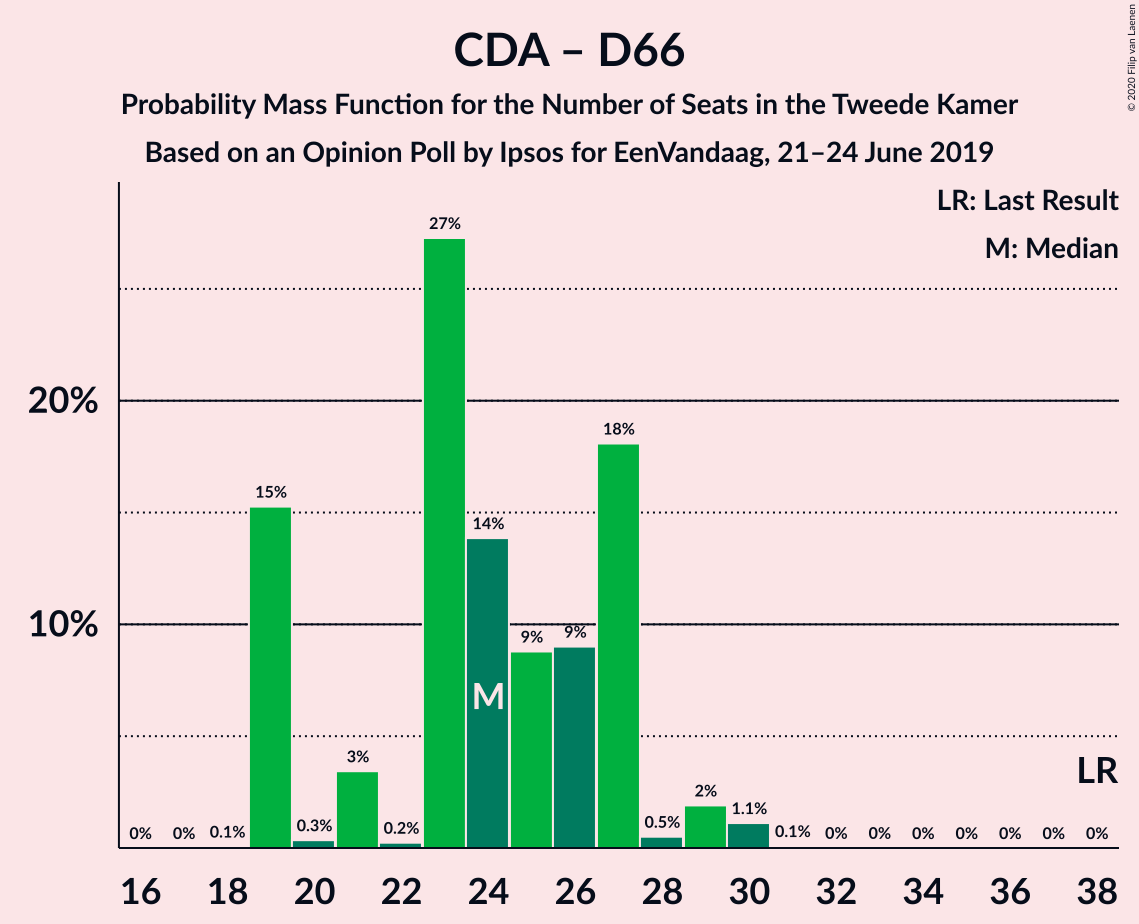 CDA – D66
Probability Mass Function for the Number of Seats in the Tweede Kamer
Based on an Opinion Poll by Ipsos for EenVandaag, 21–24 June 2019
© 2020 Filip van Laenen
LR: Last Result
M: Median
27%
20%
18%
15%
14%
10%
9%
9%
M
LR
3%
2%
0%
0%
0.1%
0.3%
0.2%
0.5%
1.1%
0.1%
0%
0%
0%
0%
0%
0%
0%
16 18 20 22 24 26 28 30 32 34 36 38